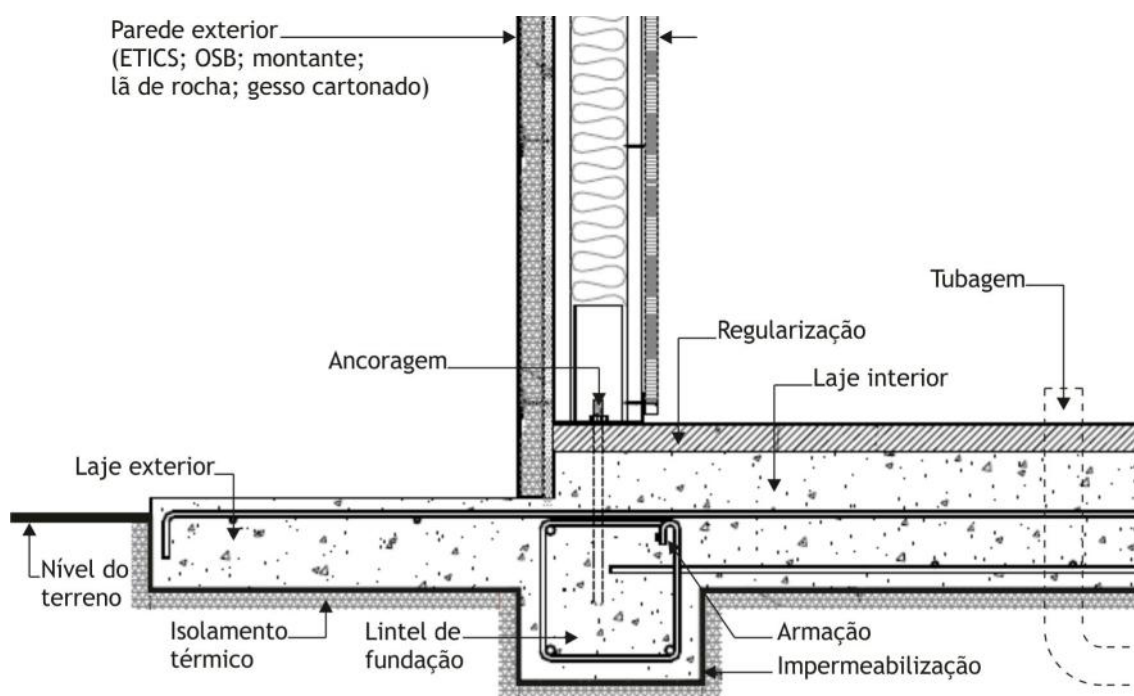 Parede exterior
(ETICS; OSB; montante;
lã de rocha; gesso cartonado)
Tubagem
Regularização
Ancoragem
Laje interior
Laje exterior
Nível do
terreno
Isolamento
térmico
Lintel de
fundação
Armação
Impermeabilização